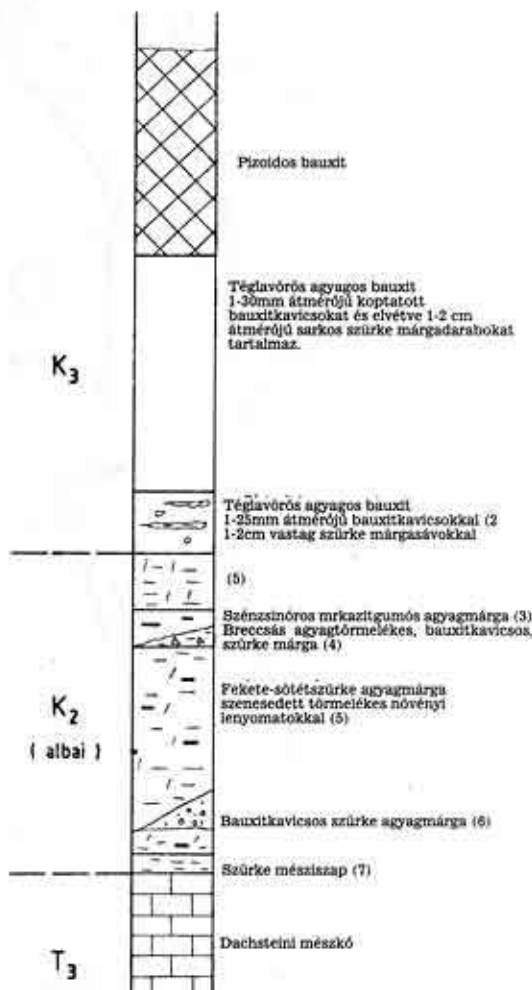 Pizoidos bauxit
Téglavörös agyagos bauxit
1-30mm átmérőjű koptatott
bauxitkavicsokat és elvétve 1-2 cm
átmérőjű sarkos szürke márgadarabokat
tartalmaz.
K3
Téglavörös agyagos bauxit
1-25mm átmérőjű bauxitkavicsokkal (2
1-2cm vastag szürke márgasávokkal
(5)
Szénzsinóros mrkazitgumós agyagmárga (3)
Breccsás agyagtörmelékes, bauxitkavicsos,
szürke márga (4)
Fekete-sötétszürke agyagmárga
szenesedett törmelékes növényi
lenyomatokkal (5)
K2
( albai )
Bauxitkavicsos szürke agyagmárga (6)
Szürke mésziszap (7)
Dachsteini mészkő
T3